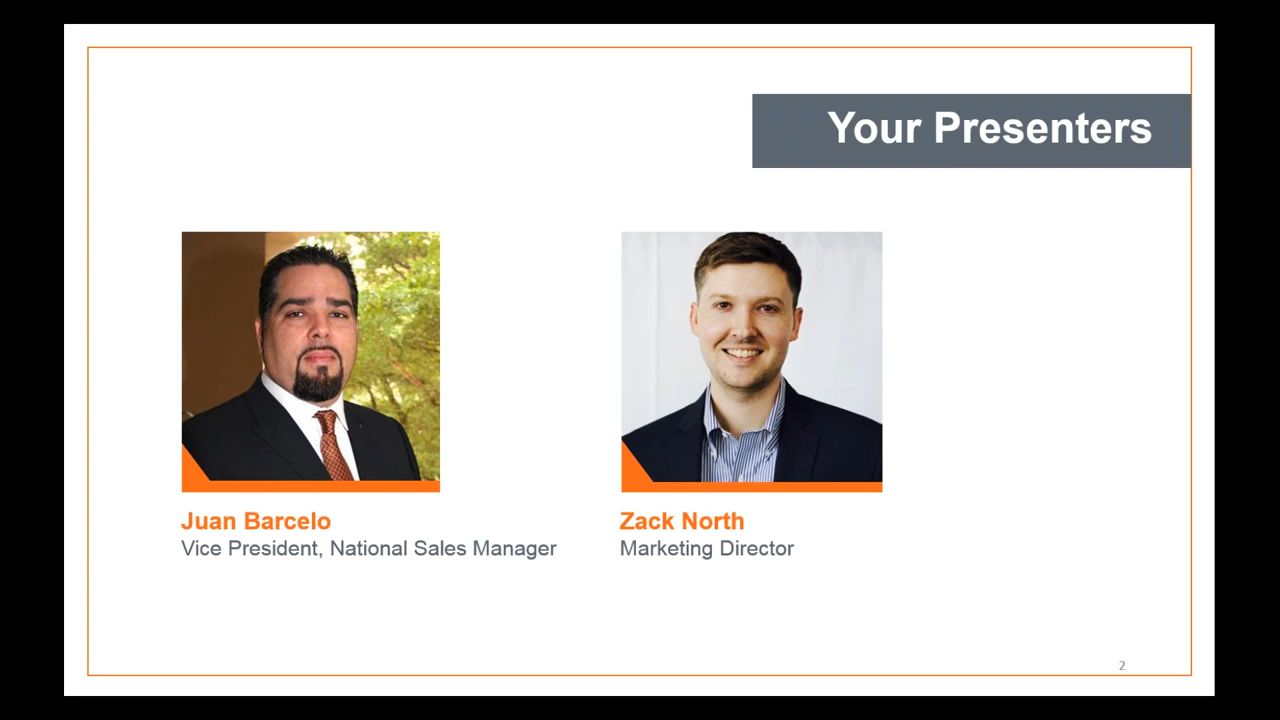 Your Presenters
Juan Barcelo
Vice President, National Sales Manager
Zack North
Marketing Director
2